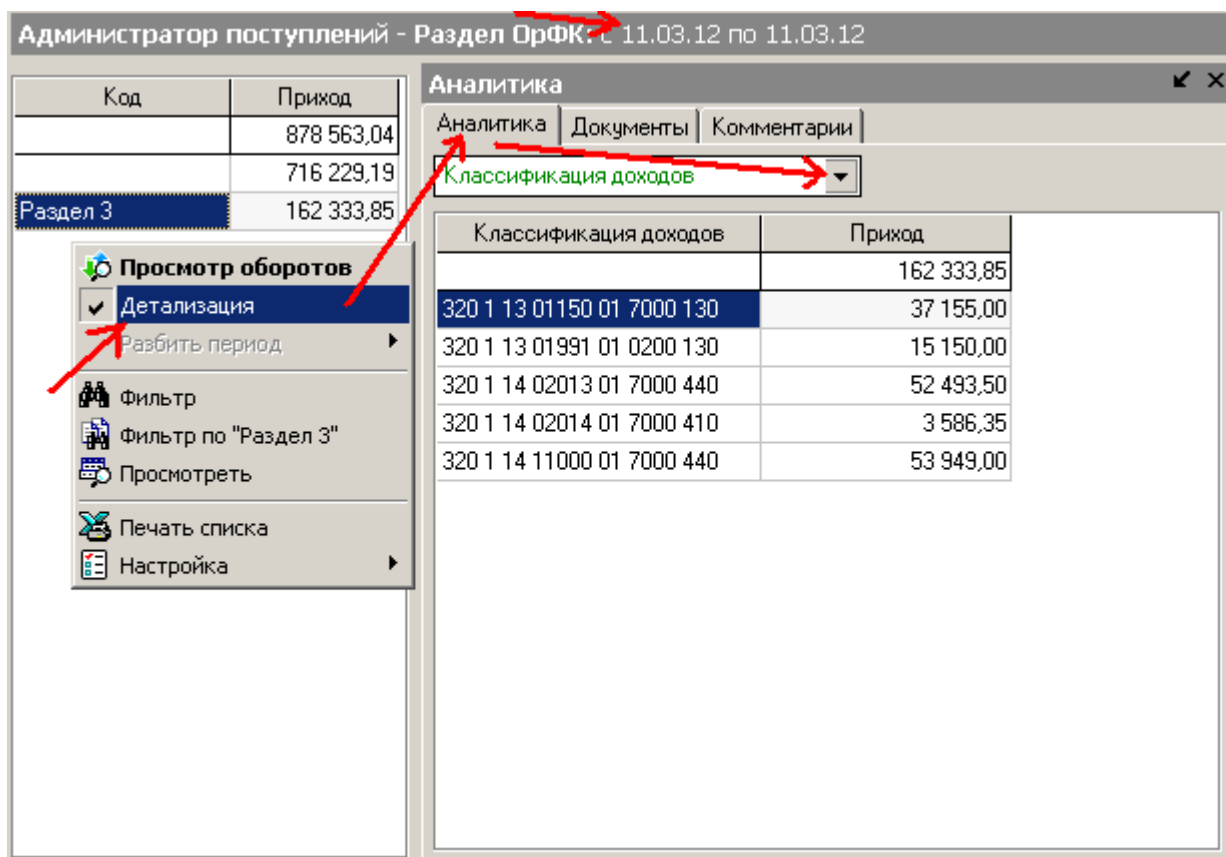 Администратор поступлений - Раздел ОрФК: с 11.03.12 по 11.03.12
Код Приход
878 563,04
716 229,19
Раздел 3 162 333,85
Просмотр оборотов
Детализация
Разбить период
Фильтр
Фильтр по "Раздел 3"
Просмотреть
Печать списка
Настройка
Аналитика
Аналитика Документы Комментарии
Классификация доходов
Классификация доходов Приход
162 333,85
320 1 13 01150 01 7000 130 37 155,00
320 1 13 01991 01 0200 130 15 150,00
320 1 14 02013 01 7000 440 52 493,50
320 1 14 02014 01 7000 410 3 586,35
320 1 14 11000 01 7000 440 53 949,00